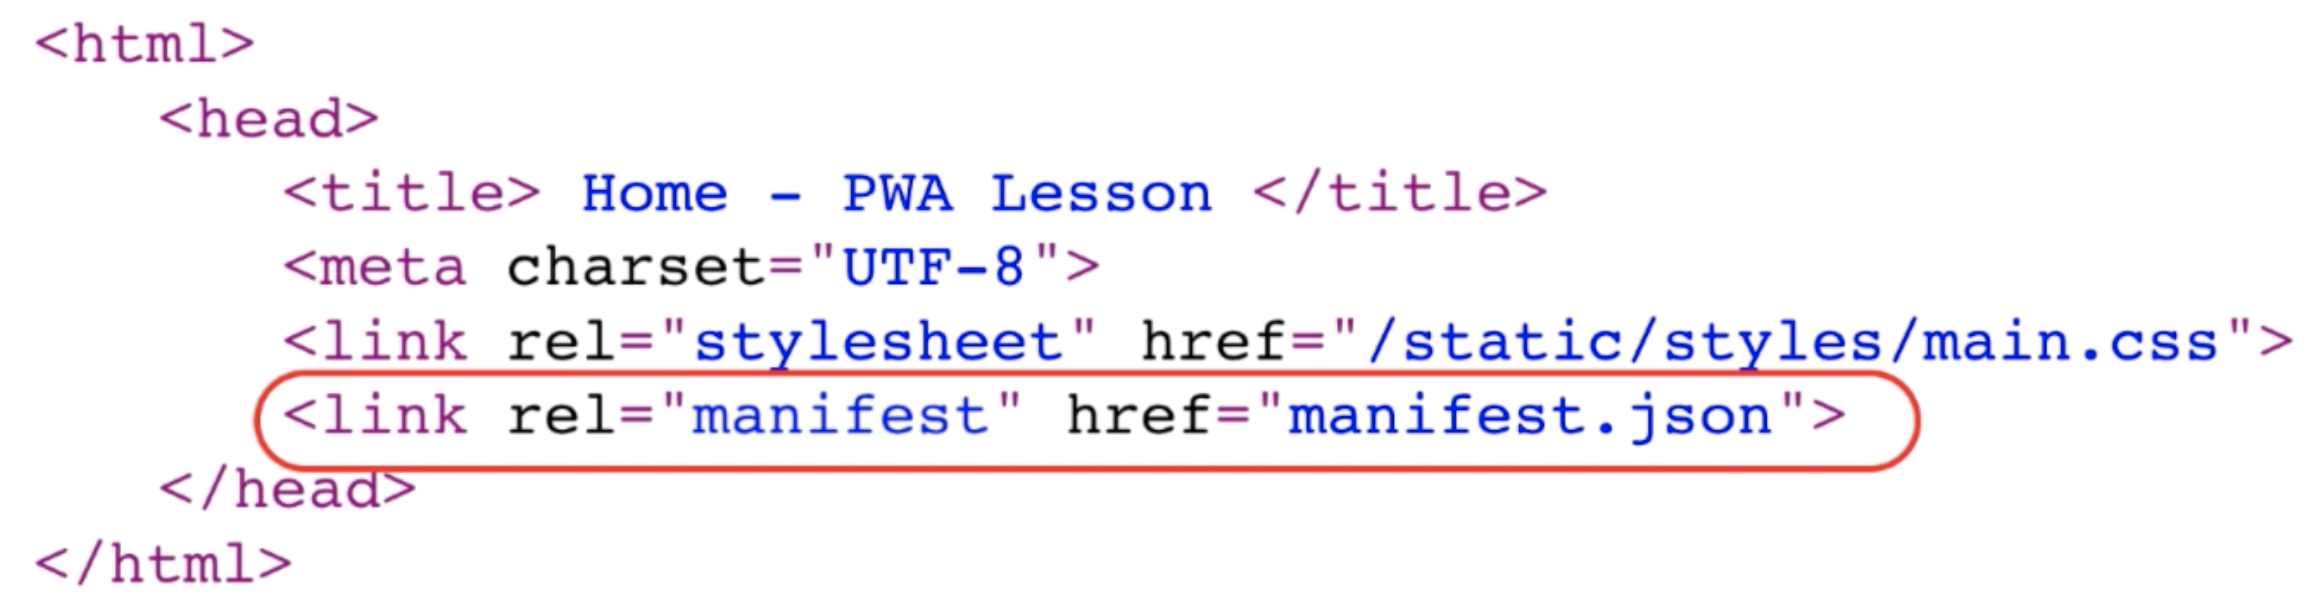 <html>
<head>
<title> Home - PWA Lesson </title>
<meta charset="UTF-8">
<link rel="stylesheet" href="/static/styles/main.css">
<link rel="manifest" href="manifest.json">
</head>
</html>